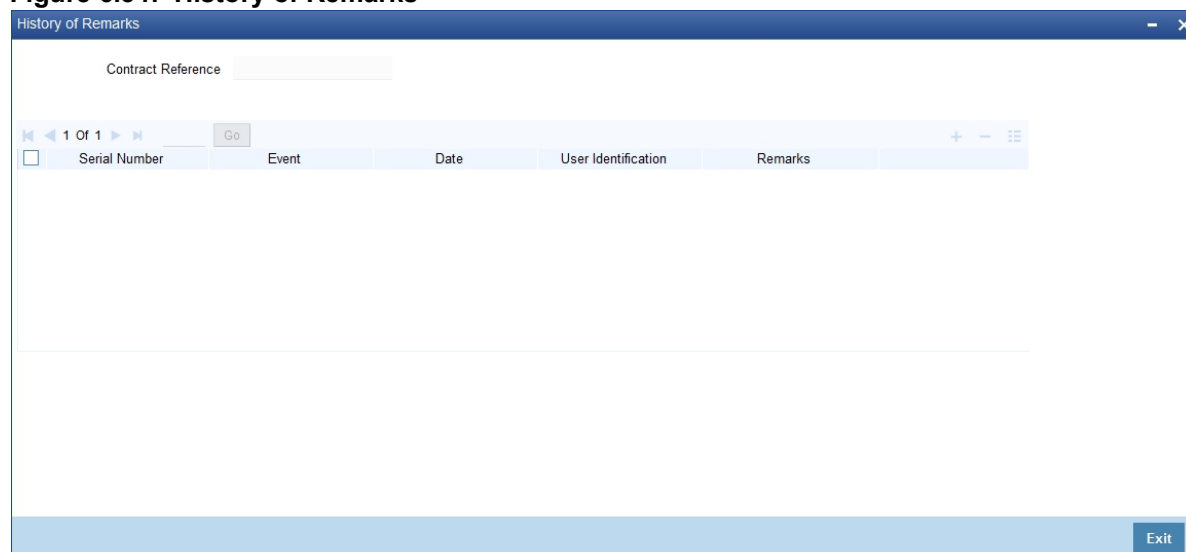 History of Remarks
Contract Reference
1 Of 1 Go
Serial Number Event Date User Identification Remarks
Exit